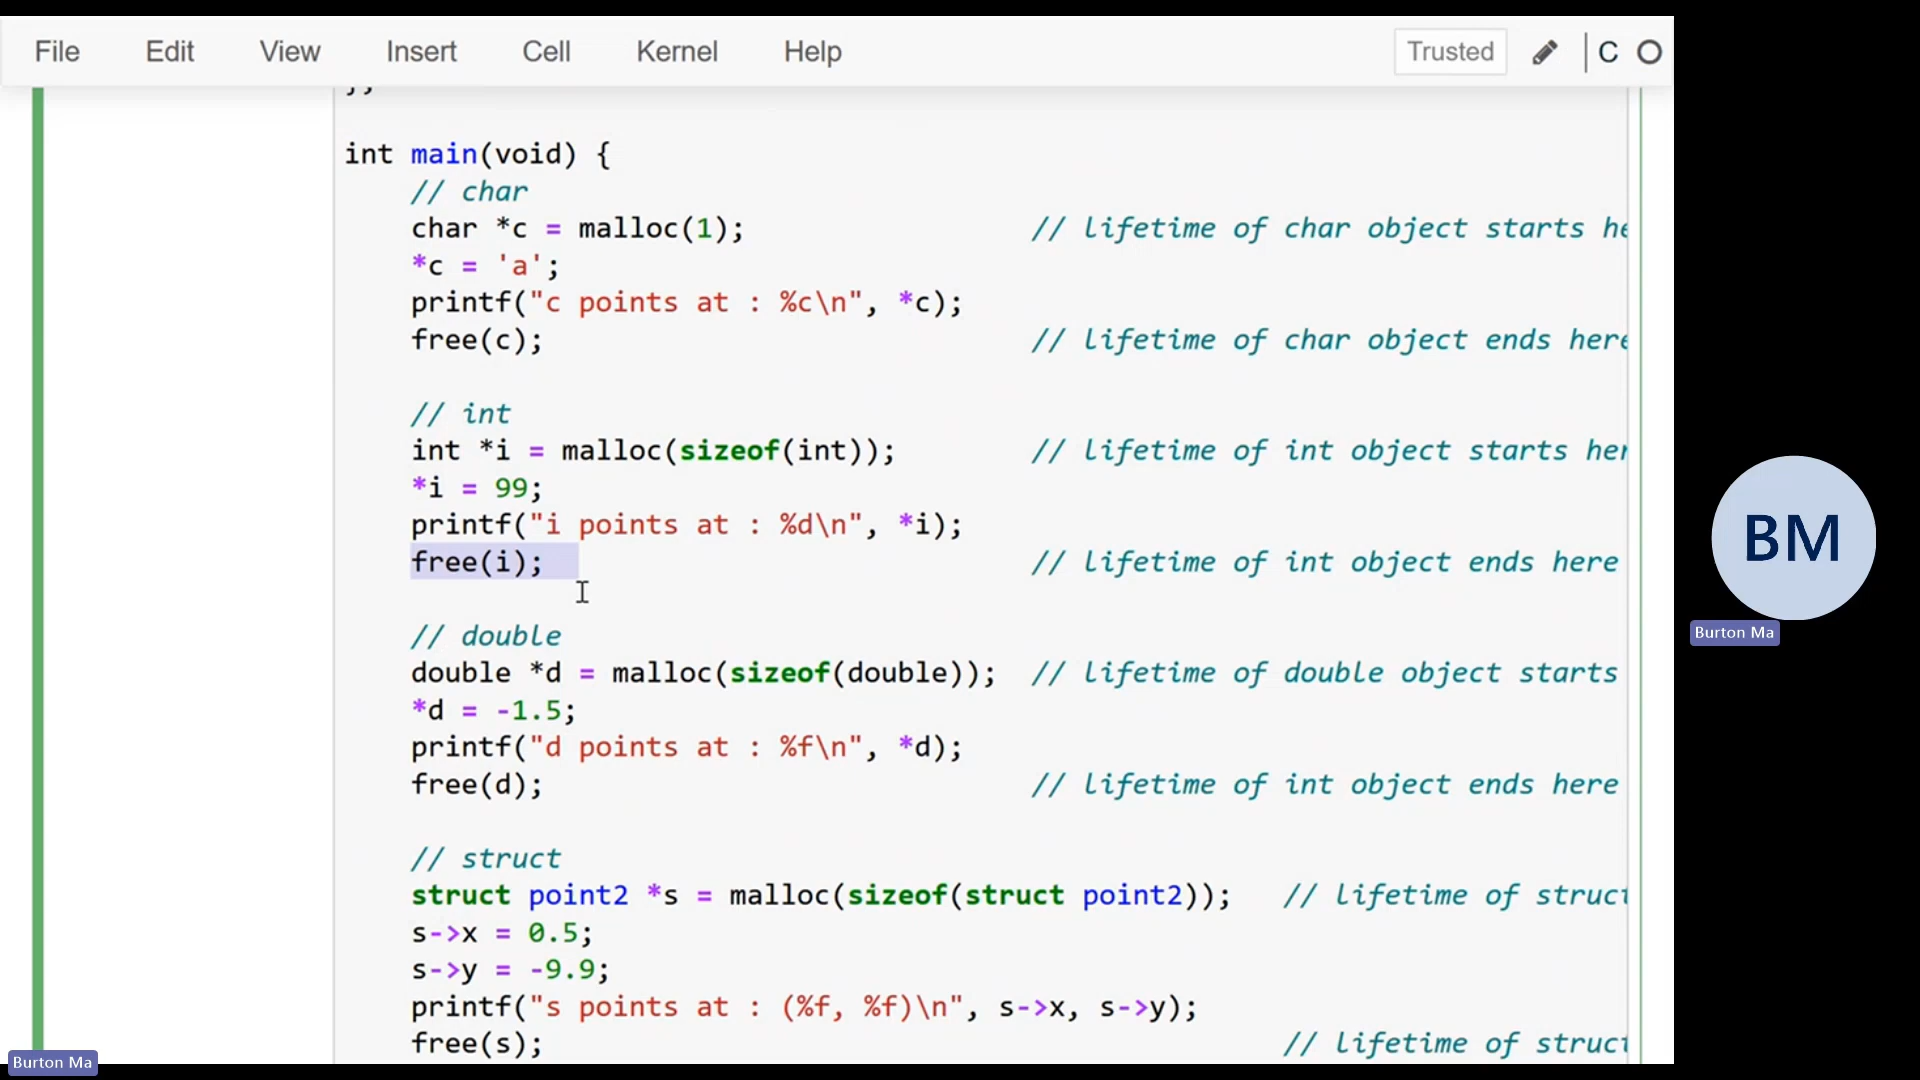 File Edit View Insert Cell Kernel Help Trusted C
};
int main(void) {
// char
char *c = malloc(1); // lifetime of char object starts he
*c = 'a';
printf("c points at : %c\n", *c);
free(c); // lifetime of char object ends here
// int
int *i = malloc(sizeof(int)); // lifetime of int object starts her
*i = 99;
printf("i points at : %d\n", *i);
free(i); // lifetime of int object ends here
// double
double *d = malloc(sizeof(double)); // lifetime of double object starts
*d = -1.5;
printf("d points at : %f\n", *d);
free(d); // lifetime of int object ends here
// struct
struct point2 *s = malloc(sizeof(struct point2)); // lifetime of struct
s->x = 0.5;
s->y = -9.9;
printf("s points at : (%f, %f)\n", s->x, s->y);
free(s); // lifetime of struct
BM
Burton Ma
Burton Ma